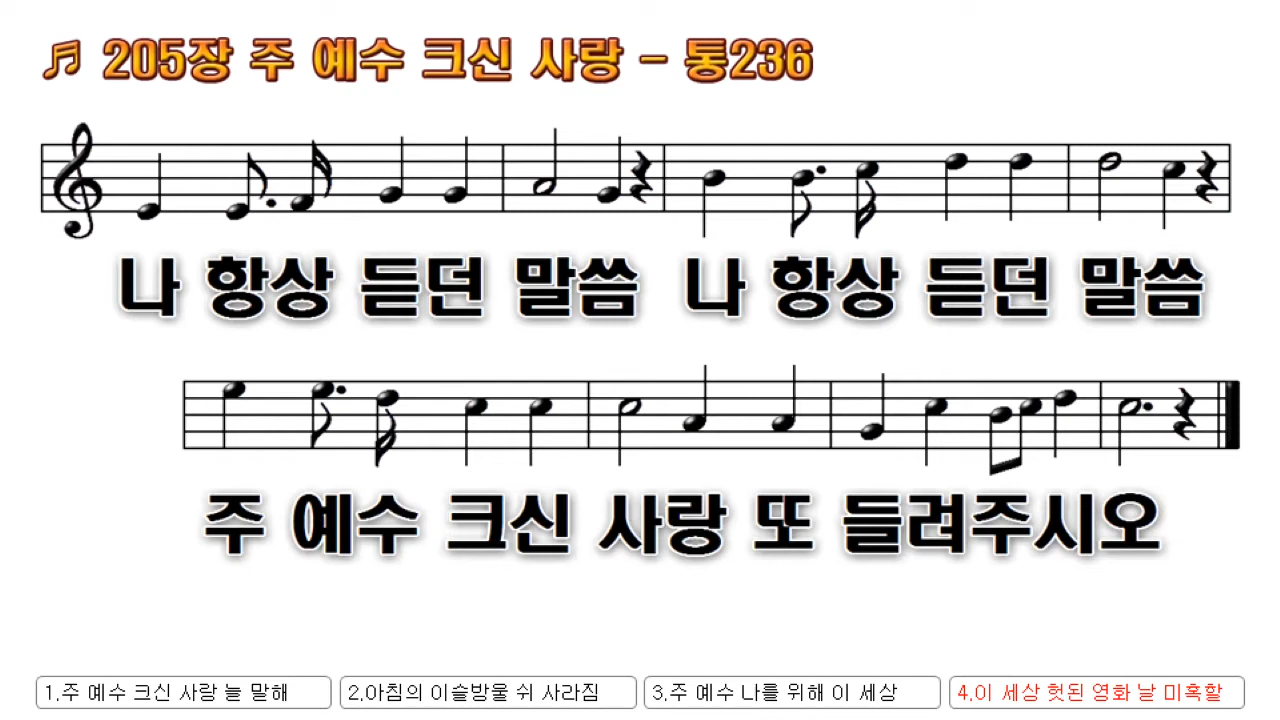 ♬ 205장 주 예수 크신 사랑 - 통236
나 항상 듣던 말씀 나 항상 듣던 말씀
주 예수 크신 사랑 또 들려주시오
1.주 예수 크신 사랑 늘 말해
2.아침의 이슬방울 쉬 사라짐
3.주 예수 나를 위해 이 세상
4.이 세상 헛된 영화 날 미혹할